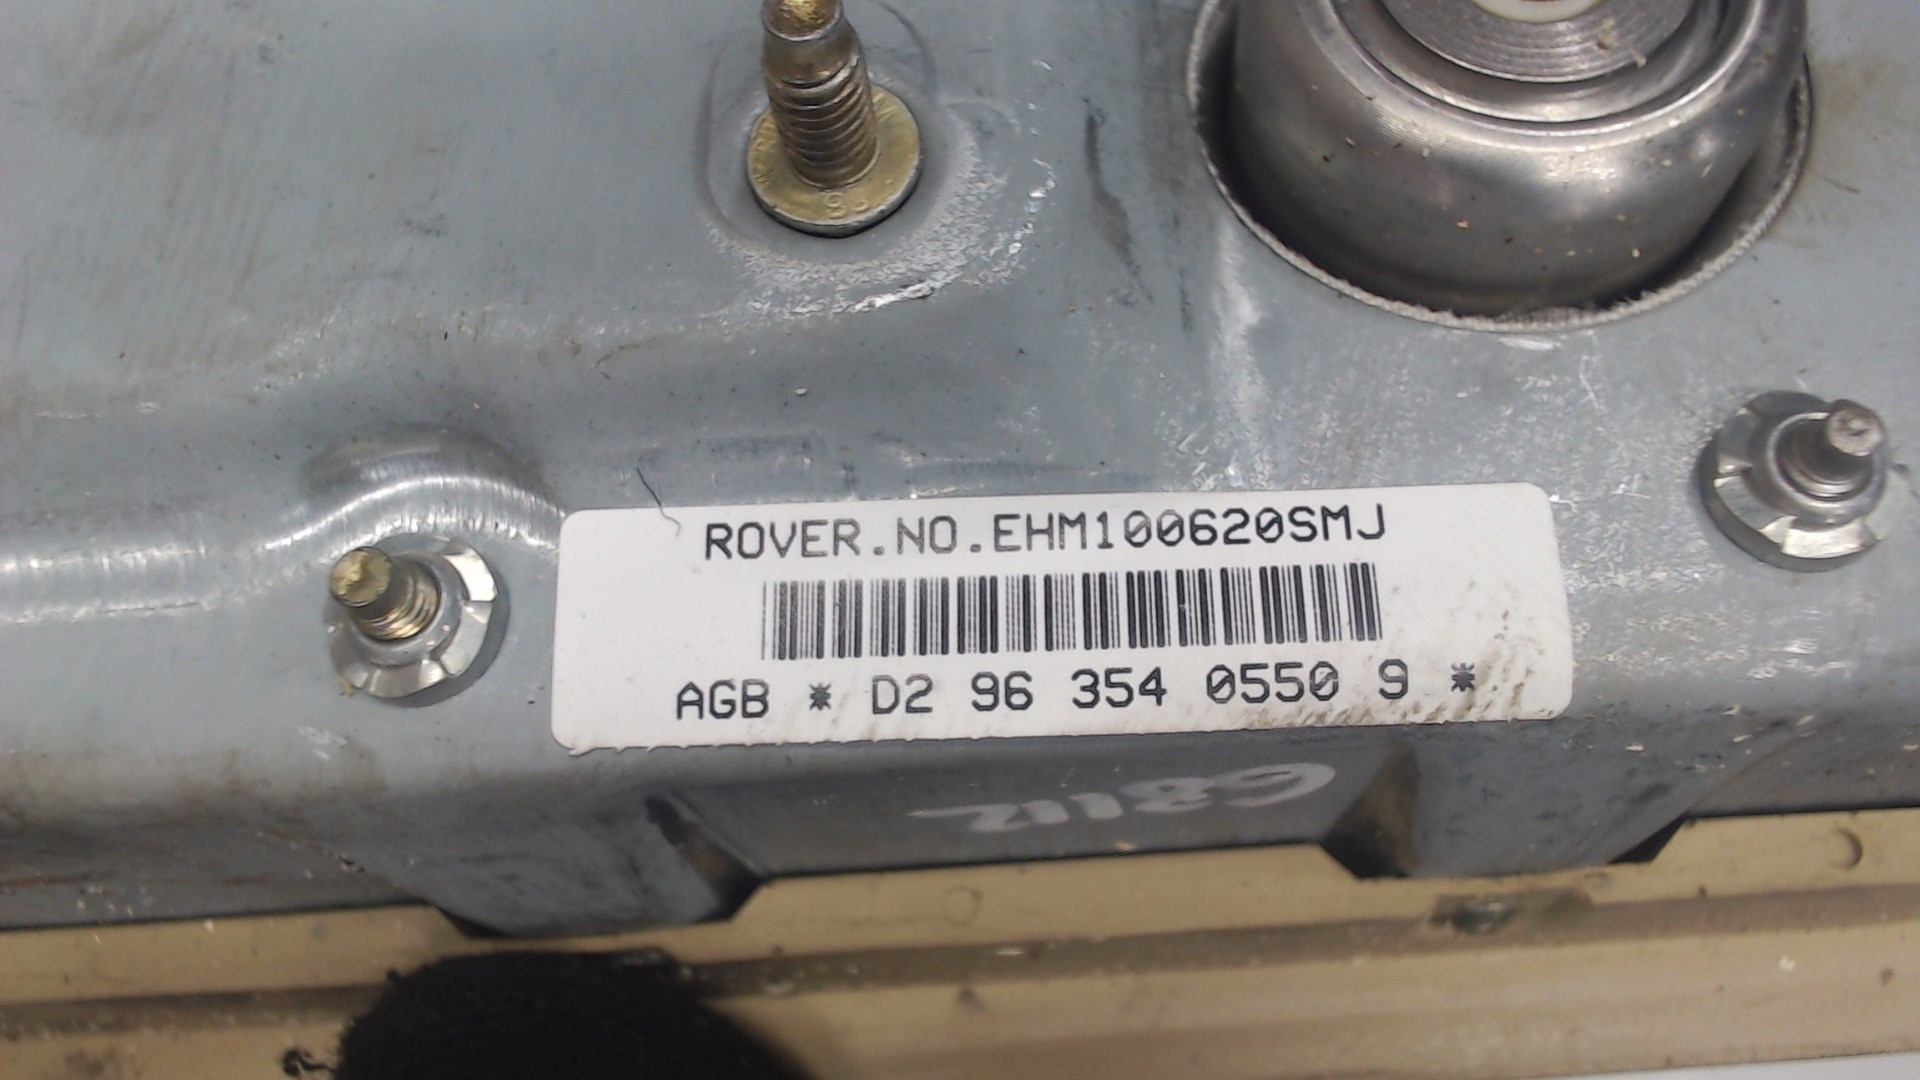 ROVER.NO.EHM100620SMJ
AGB * D2 96 354 0550 9 *